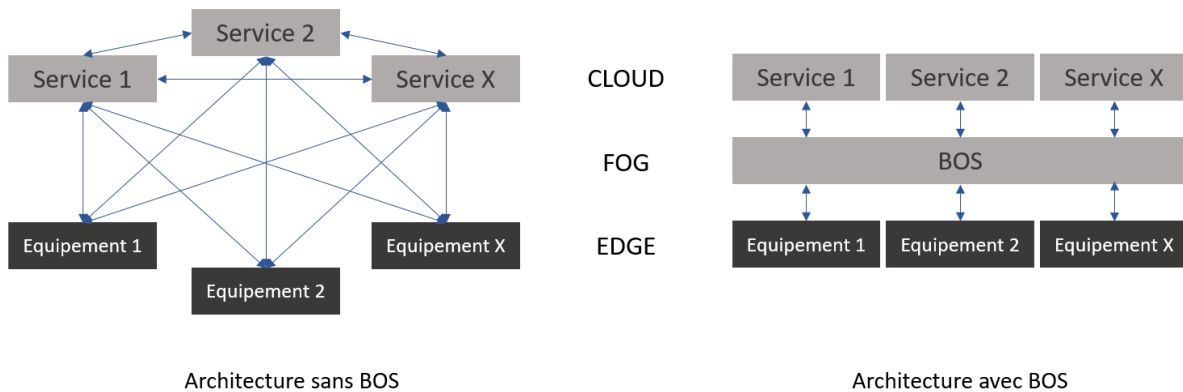 Service 2
Service 1
Service X
Equipement 1
Equipement X
Equipement 2
Architecture sans BOS
CLOUD
FOG
EDGE
Service 1
Service 2
Service X
BOS
Equipement 1
Equipement 2
Equipement X
Architecture avec BOS